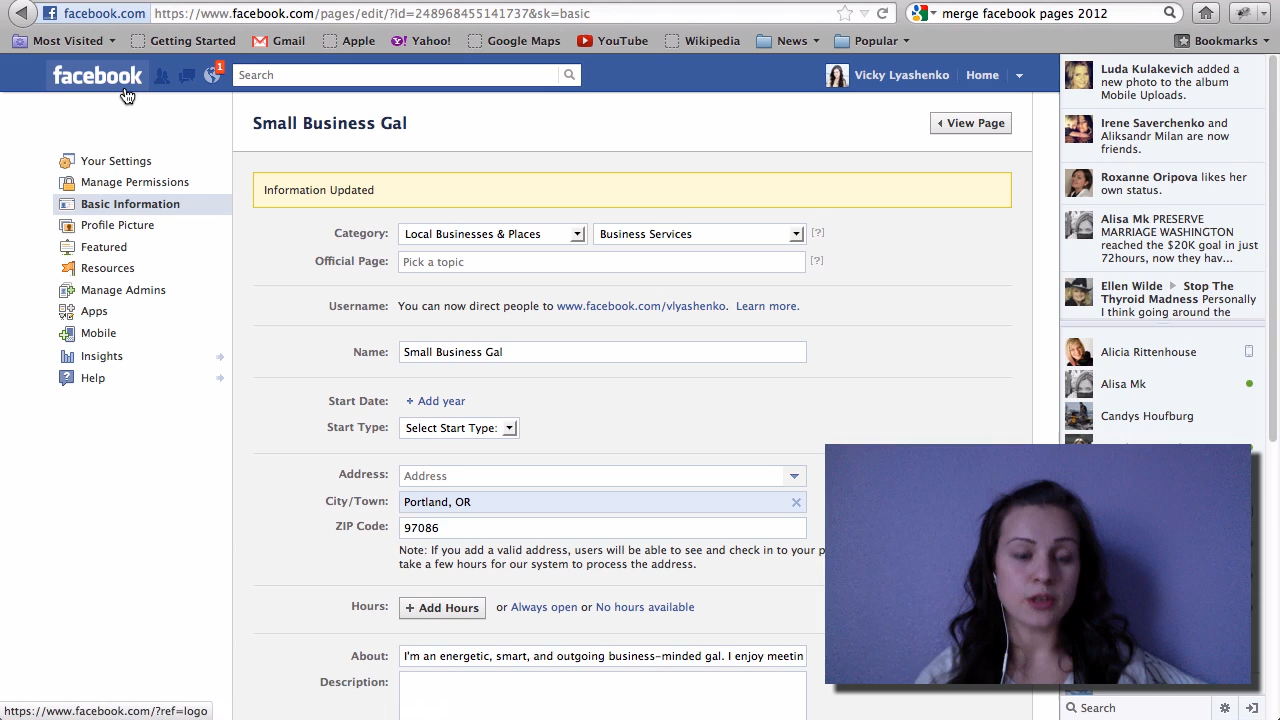 facebook.com https://www.facebook.com/pages/edit/?id=248968455141737&sk=basic
merge facebook pages 2012
Most Visited
Getting Started
Gmail
Apple
Yahoo!
Google Maps
YouTube
Wikipedia
News
Popular
Bookmarks
facebook
1
Search
Vicky Lyashenko
Home
Small Business Gal
View Page
Your Settings
Manage Permissions
Basic Information
Profile Picture
Featured
Resources
Manage Admins
Apps
Mobile
Insights
Help
Information Updated
Category: Local Businesses & Places Business Services [?]
Official Page: Pick a topic [?]
Username: You can now direct people to www.facebook.com/vlyashenko. Learn more.
Name: Small Business Gal
Start Date: + Add year
Start Type: Select Start Type:
Address: Address
City/Town: Portland, OR
ZIP Code: 97086
Note: If you add a valid address, users will be able to see and check in to your p
take a few hours for our system to process the address.
Hours: + Add Hours or Always open or No hours available
About: I'm an energetic, smart, and outgoing business-minded gal. I enjoy meetin
Description:
Luda Kulakevich added a
new photo to the album
Mobile Uploads.
Irene Saverchenko and
Aliksandr Milan are now
friends.
Roxanne Oripova likes her
own status.
Alisa Mk PRESERVE
MARRIAGE WASHINGTON
reached the $20K goal in just
72hours, now they hav...
Ellen Wilde Stop The
Thyroid Madness Personally
I think going around the
Alicia Rittenhouse
Alisa Mk
Candys Houfburg
Search
https://www.facebook.com/?ref=logo